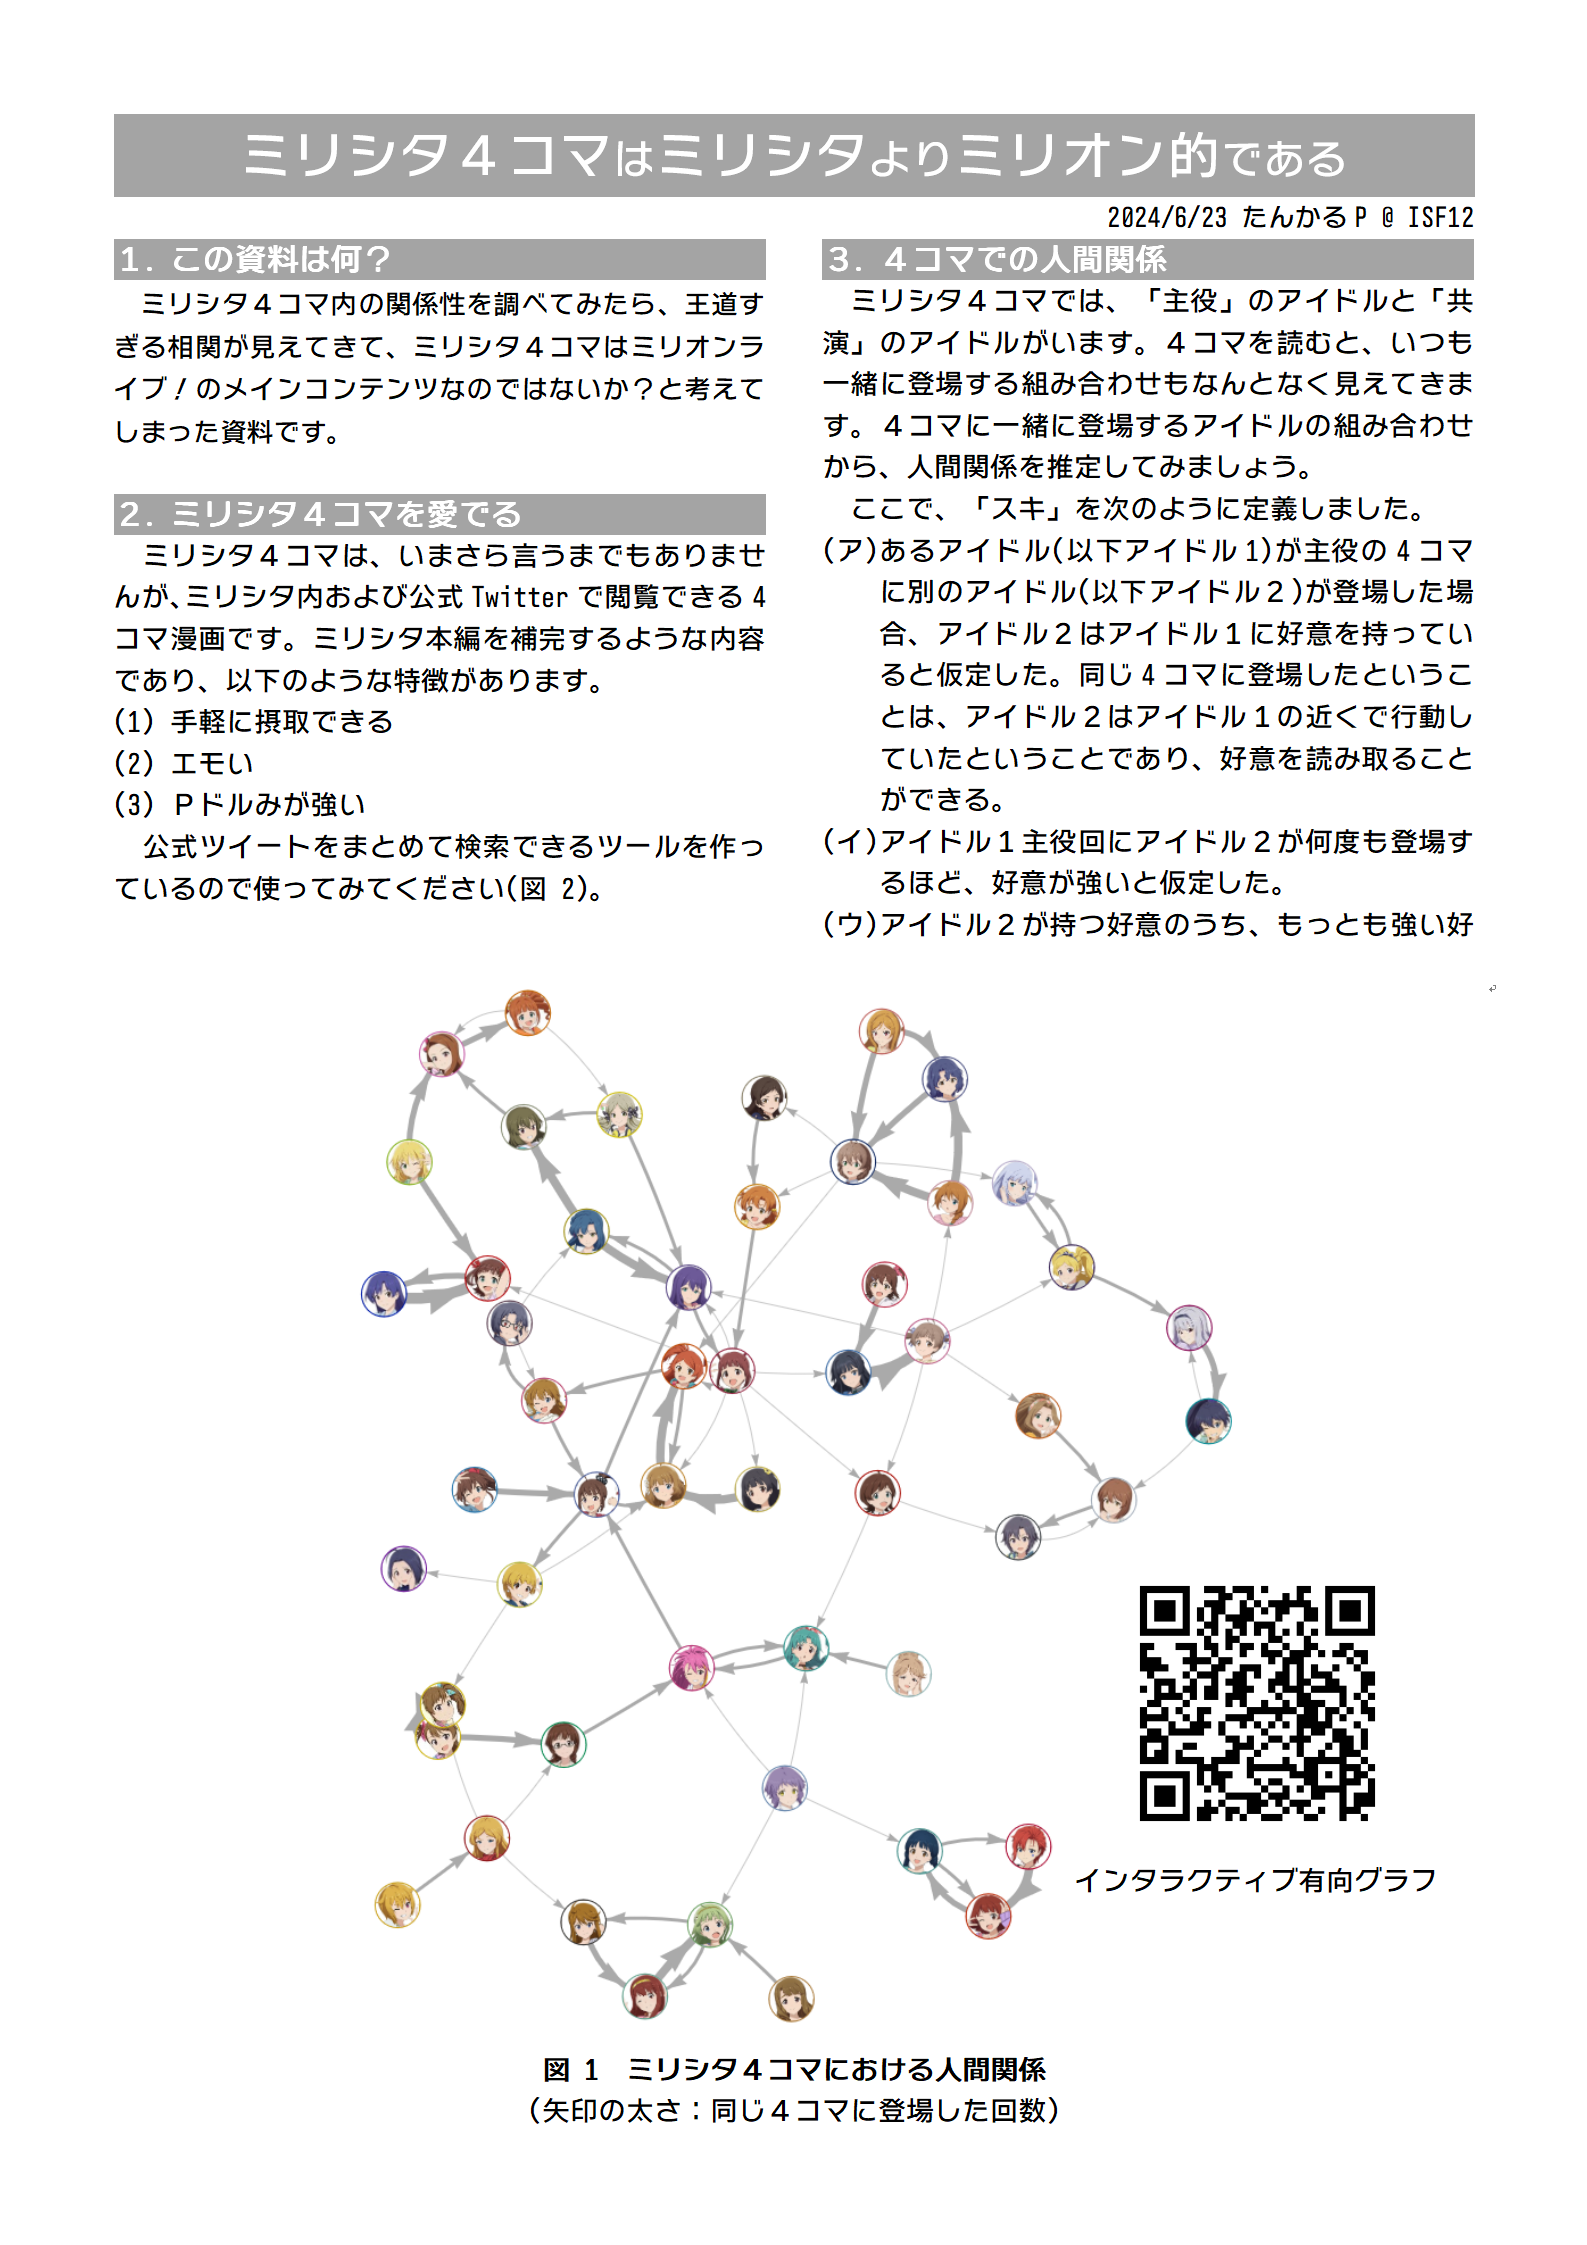 ミリシタ４コマはミリシタよりミリオン的である
2024/6/23 たんかるP @ ISF12
１. この資料は何？
ミリシタ４コマ内の関係性を調べてみたら、王道す
ぎる相関が見えてきて、ミリシタ４コマはミリオンラ
イブ！のメインコンテンツなのではないか？と考えて
しまった資料です。
２. ミリシタ４コマを愛でる
ミリシタ４コマは、いまさら言うまでもありませ
んが､ミリシタ内および公式 Twitter で閲覧できる 4
コマ漫画です。ミリシタ本編を補完するような内容
であり、以下のような特徴があります。
(1) 手軽に摂取できる
(2) エモい
(3) Ｐドルみが強い
公式ツイートをまとめて検索できるツールを作っ
ているので使ってみてください(図 2)。
３. ４コマでの人間関係
ミリシタ４コマでは、「主役」のアイドルと「共
演」のアイドルがいます。４コマを読むと、いつも
一緒に登場する組み合わせもなんとなく見えてきま
す。４コマに一緒に登場するアイドルの組み合わせ
から、人間関係を推定してみましょう。
ここで、「スキ」を次のように定義しました。
(ア)あるアイドル(以下アイドル1)が主役の 4 コマ
に別のアイドル(以下アイドル２)が登場した場
合、アイドル２はアイドル１に好意を持ってい
ると仮定した。同じ 4 コマに登場したというこ
とは、アイドル２はアイドル１の近くで行動し
ていたということであり、好意を読み取ること
ができる。
(イ)アイドル１主役回にアイドル２が何度も登場す
るほど、好意が強いと仮定した。
(ウ)アイドル２が持つ好意のうち、もっとも強い好
インタラクティブ有向グラフ
図 1　ミリシタ４コマにおける人間関係
（矢印の太さ：同じ４コマに登場した回数）